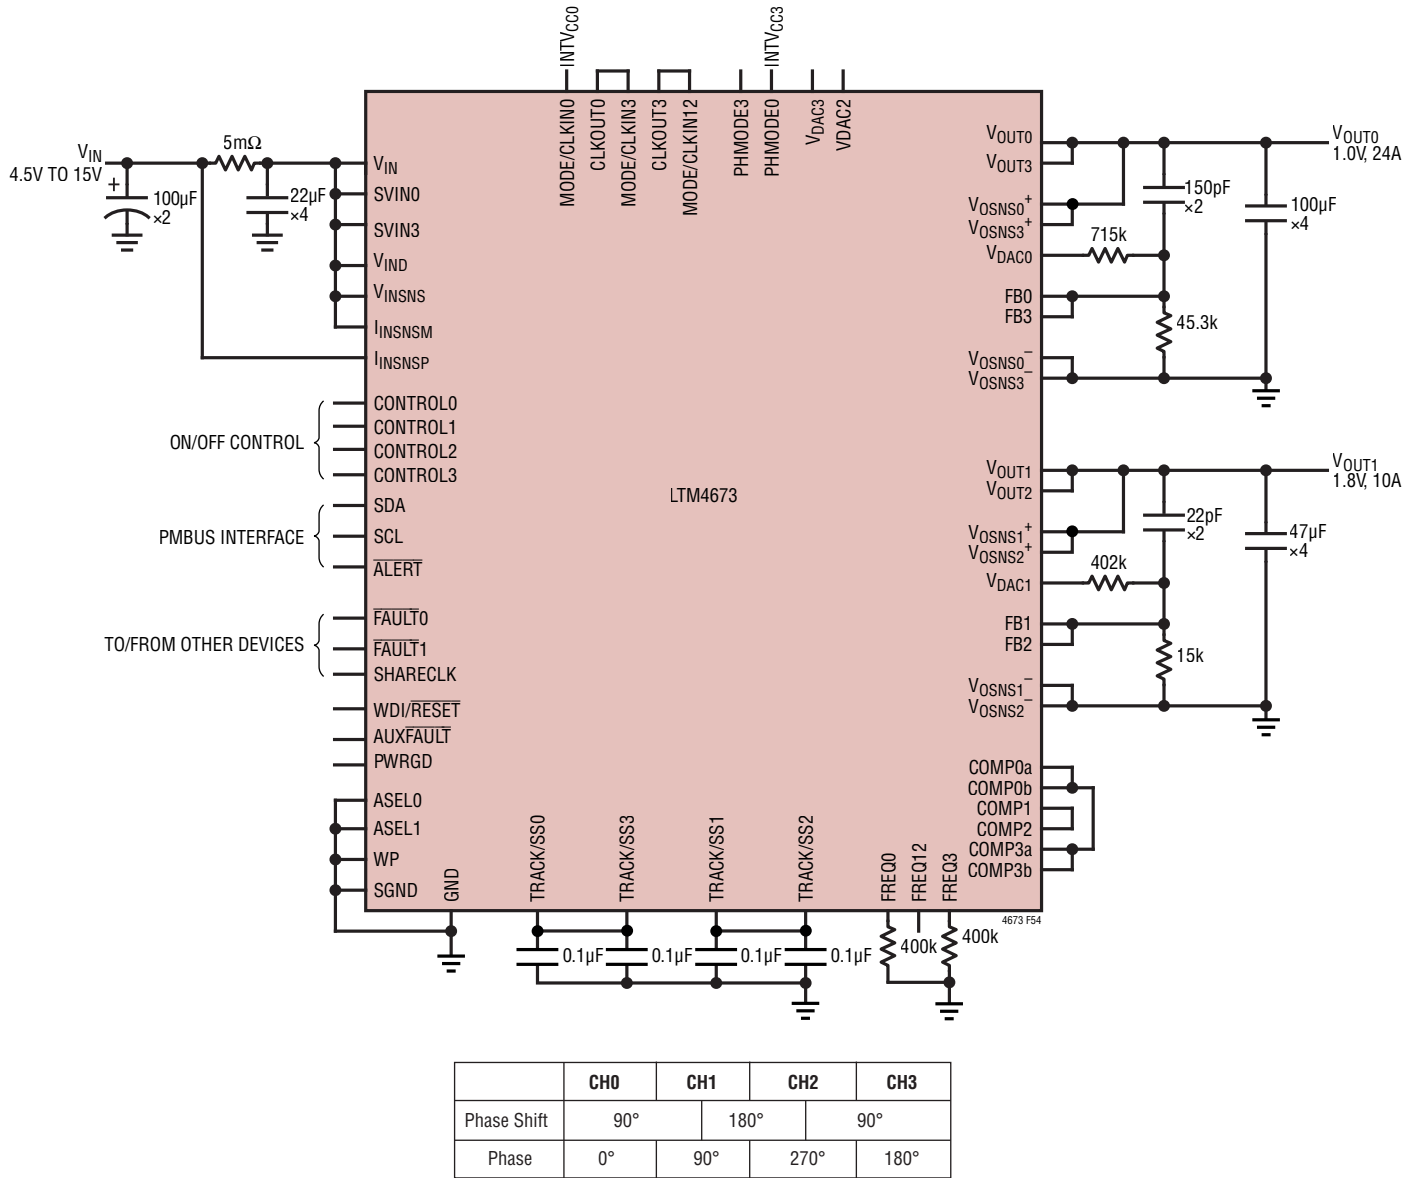 INTVCC0
INTVCC3
MODE/CLKIN0
CLKOUT0
MODE/CLKIN3
CLKOUT3
MODE/CLKIN12
PHMODE3
PHMODE0
VDAC3
VDAC2
VIN
4.5V TO 15V
+
100µF
×2
5mΩ
22µF
×4
VIN
SVIN0
SVIN3
VIND
VINSNS
IINSNSM
IINSNSP
ON/OFF CONTROL
CONTROL0
CONTROL1
CONTROL2
CONTROL3
PMBUS INTERFACE
SDA
SCL
ALERT
TO/FROM OTHER DEVICES
FAULT0
FAULT1
SHARECLK
WDI/RESET
AUXFAULT
PWRGD
ASEL0
ASEL1
WP
SGND
GND
LTM4673
VOUT0
VOUT3
VOSNS0+
VOSNS3+
VDAC0
FB0
FB3
VOSNS0–
VOSNS3–
715k
150pF
×2
45.3k
100µF
×4
VOUT0
1.0V, 24A
VOUT1
VOUT2
VOSNS1+
VOSNS2+
VDAC1
FB1
FB2
VOSNS1–
VOSNS2–
402k
22pF
×2
15k
47µF
×4
VOUT1
1.8V, 10A
COMP0a
COMP0b
COMP1
COMP2
COMP3a
COMP3b
TRACK/SS0
TRACK/SS3
TRACK/SS1
TRACK/SS2
FREQ0
FREQ12
FREQ3
4673 F54
0.1µF
0.1µF
0.1µF
0.1µF
400k
400k
CH0 CH1 CH2 CH3
Phase Shift 90° 180° 90°
Phase 0° 90° 270° 180°